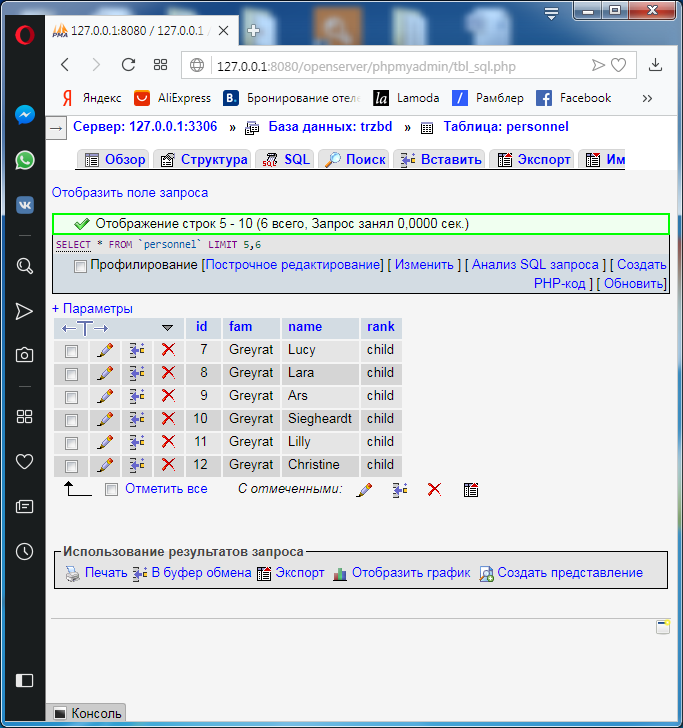 127.0.0.1:8080 / 127.0.0.1 /
127.0.0.1:8080/openserver/phpmyadmin/tbl_sql.php
Яндекс AliExpress Бронирование отеле Lamoda Рамблер Facebook »
Сервер: 127.0.0.1:3306 » База данных: trzbd » Таблица: personnel
Обзор Структура SQL Поиск Вставить Экспорт Им
Отобразить поле запроса
Отображение строк 5 - 10 (6 всего, Запрос занял 0,0000 сек.)
SELECT * FROM `personnel` LIMIT 5,6
Профилирование [Построчное редактирование] [ Изменить ] [ Анализ SQL запроса ] [ Создать
PHP-код ] [ Обновить]
+ Параметры
id fam name rank
7 Greyrat Lucy child
8 Greyrat Lara child
9 Greyrat Ars child
10 Greyrat Siegheardt child
11 Greyrat Lilly child
12 Greyrat Christine child
Отметить все С отмеченными:
Использование результатов запроса
Печать В буфер обмена Экспорт Отобразить график Создать представление
Консоль